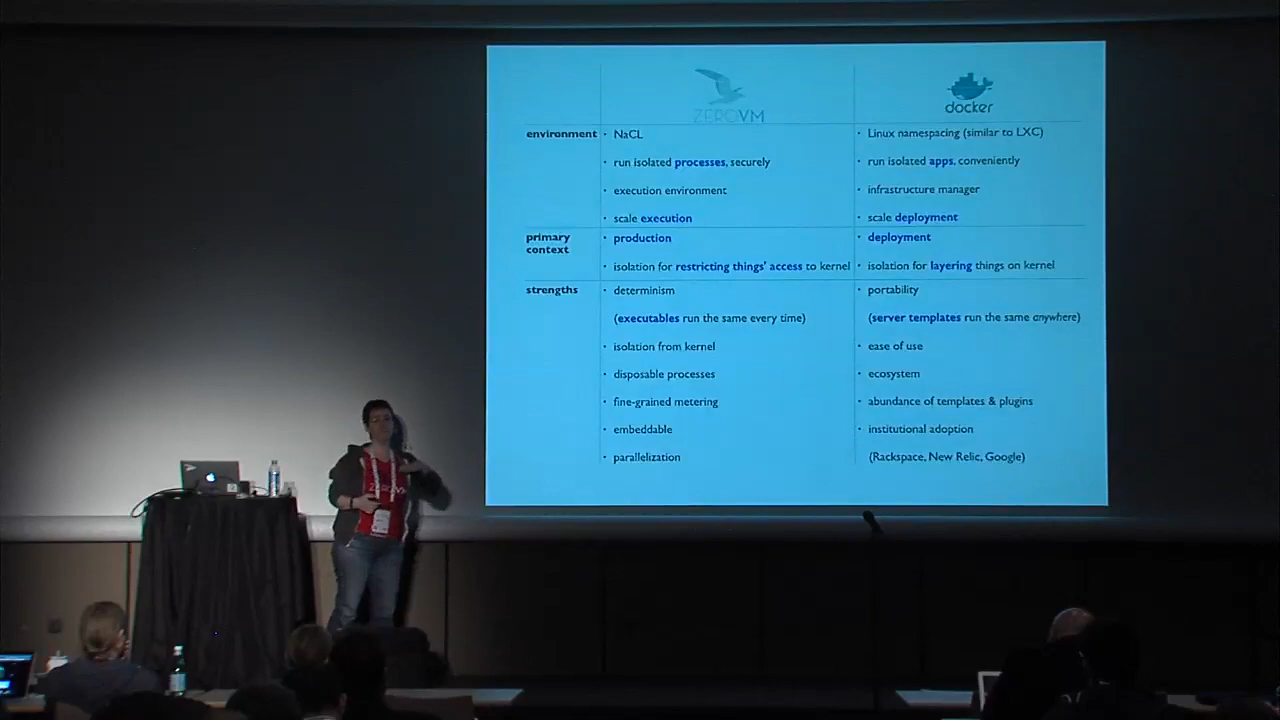 ZEROVM
docker
environment
• NaCL
• run isolated processes, securely
• execution environment
• scale execution
• Linux namespacing (similar to LXC)
• run isolated apps, conveniently
• infrastructure manager
• scale deployment
primary
context
• production
• isolation for restricting things' access to kernel
• deployment
• isolation for layering things on kernel
strengths
• determinism
(executables run the same every time)
• isolation from kernel
• disposable processes
• fine-grained metering
• embeddable
• parallelization
• portability
(server templates run the same anywhere)
• ease of use
• ecosystem
• abundance of templates & plugins
• institutional adoption
(Rackspace, New Relic, Google)
ZEROVM